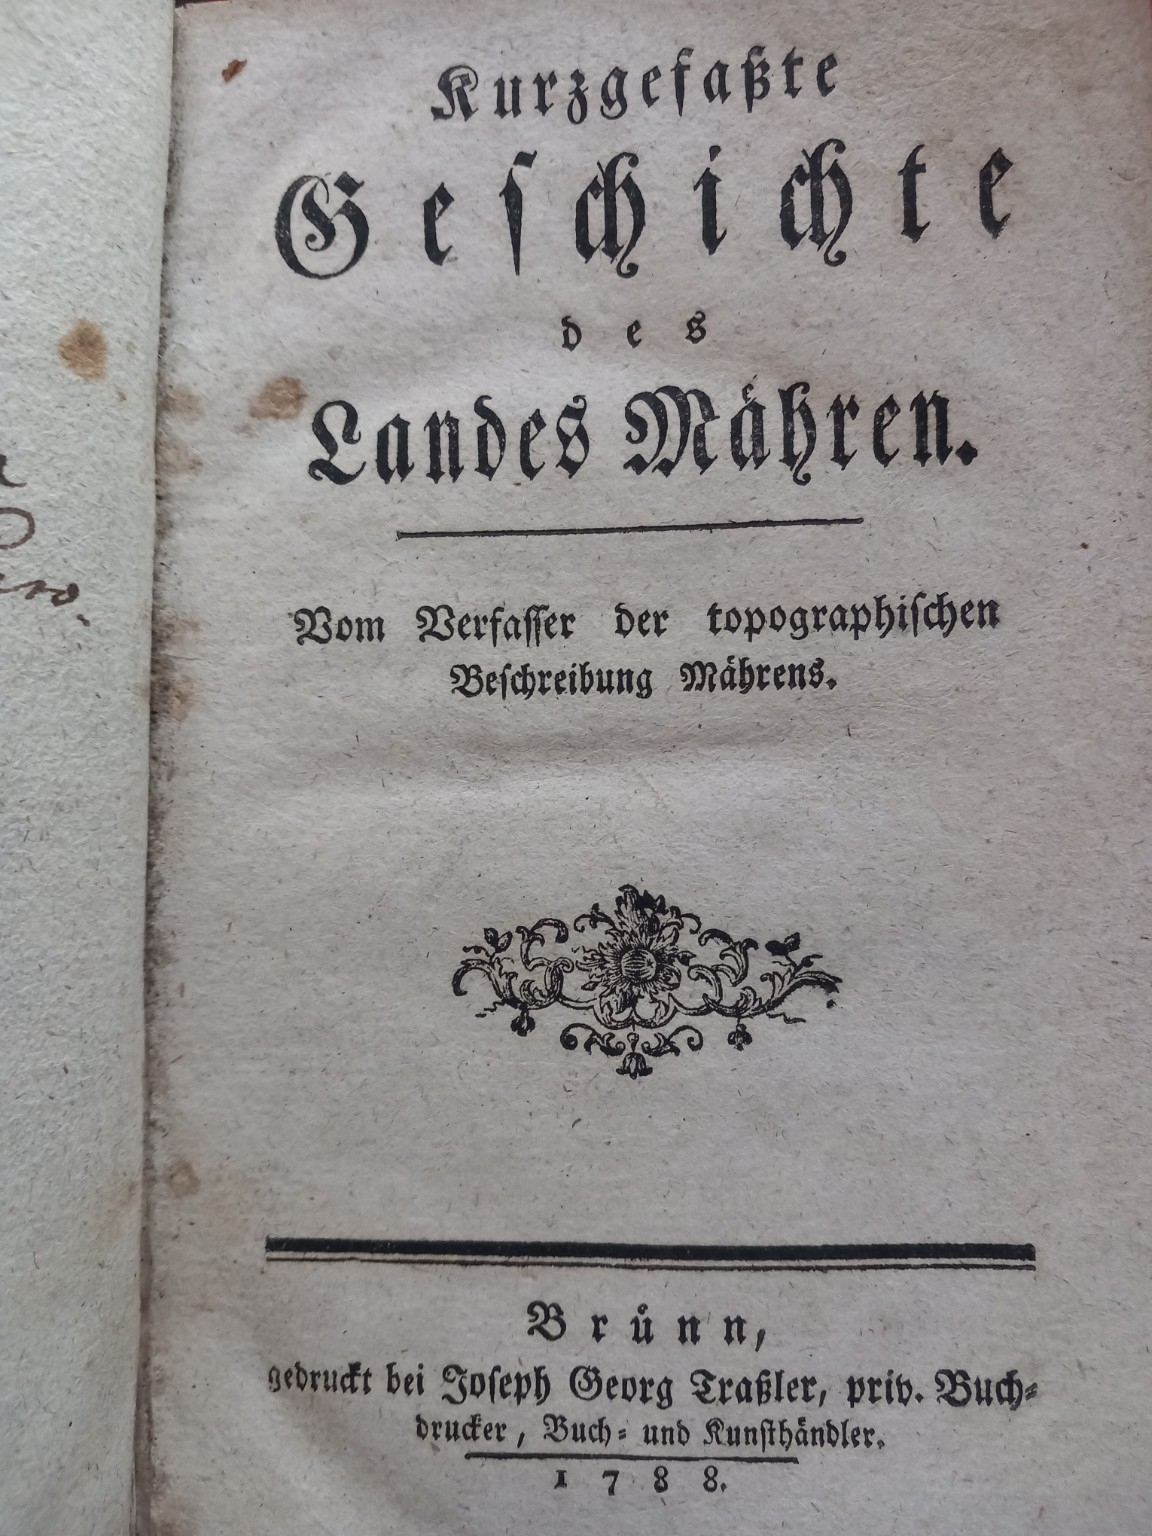 Kurzgefaßte
Geſchichte
des
Landes Mähren.
Vom Verfaſſer der topographiſchen
Beſchreibung Mährens.
Brünn,
gedruckt bei Joſeph Georg Traßler, priv. Buch⸗
drucker, Buch⸗ und Kunſthändler.
1788.